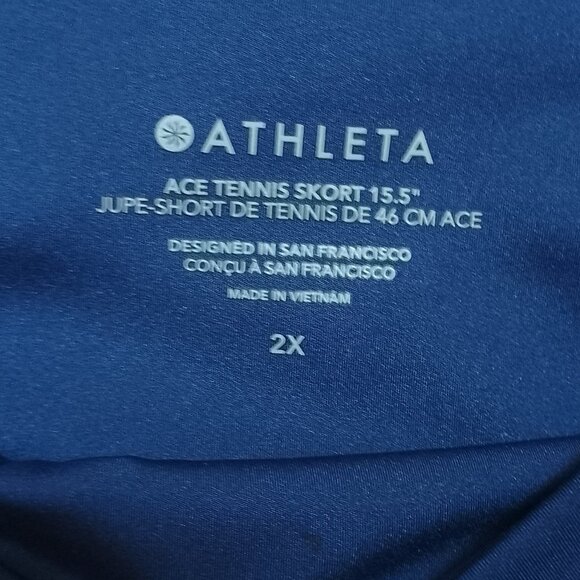 ATHLETA
ACE TENNIS SKORT 15.5"
JUPE-SHORT DE TENNIS DE 46 CM ACE
DESIGNED IN SAN FRANCISCO
CONÇU À SAN FRANCISCO
MADE IN VIETNAM
2X